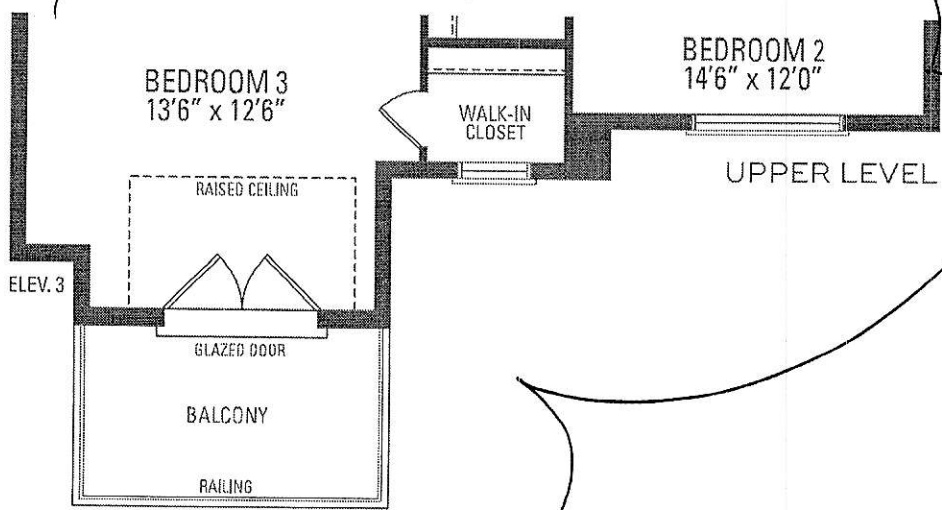 BEDROOM 3
13'6" x 12'6"
BEDROOM 2
14'6" x 12'0"
WALK-IN
CLOSET
UPPER LEVEL
RAISED CEILING
ELEV. 3
GLAZED DOOR
BALCONY
RAILING